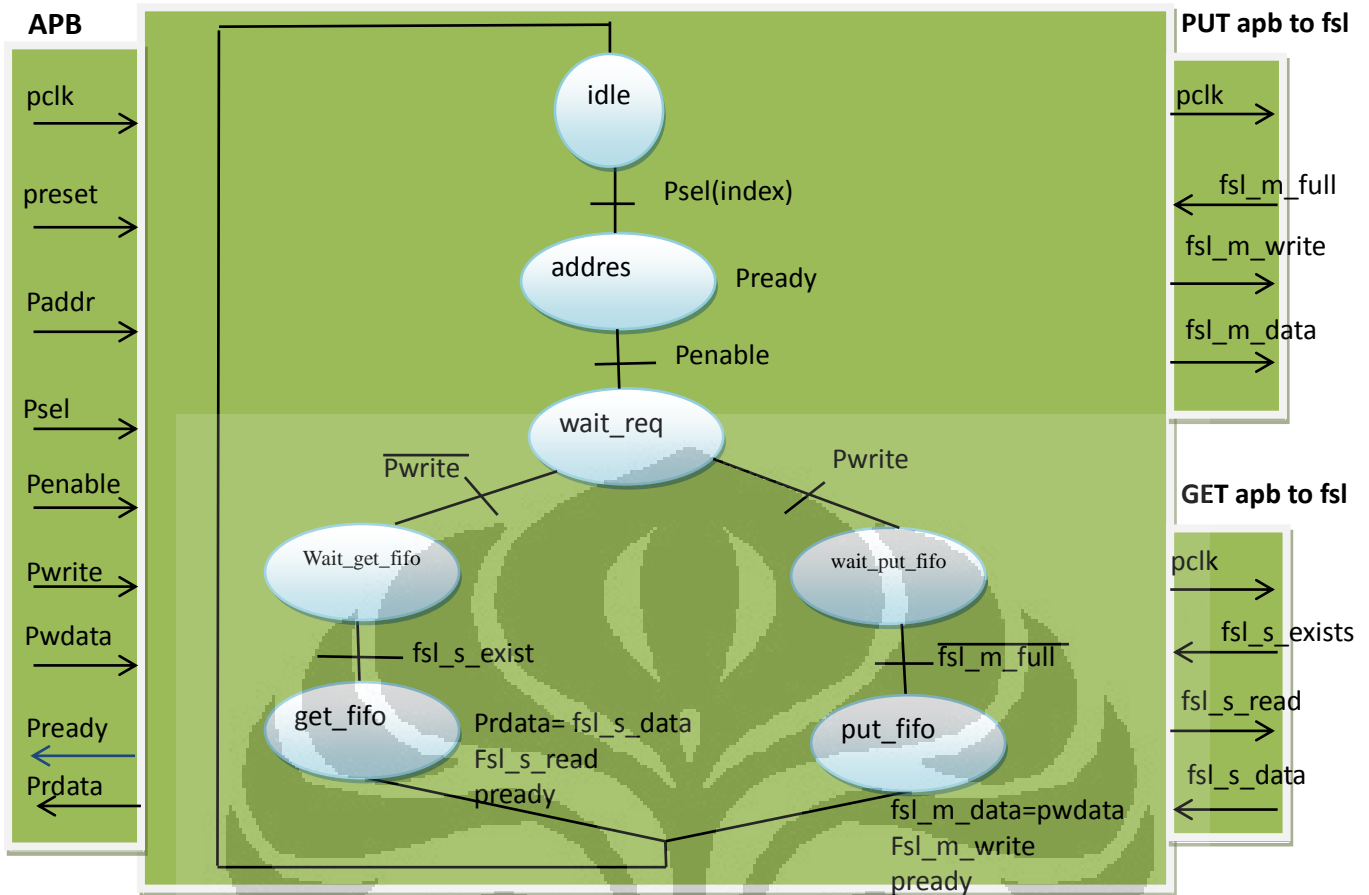 APB
pclk
preset
Paddr
Psel
Penable
Pwrite
Pwdata
Pready
Prdata
idle
Psel(index)
addres
Pready
Penable
wait_req
Pwrite
Pwrite
Wait_get_fifo
wait_put_fifo
fsl_s_exist
fsl_m_full
get_fifo
Prdata= fsl_s_data
Fsl_s_read
pready
put_fifo
fsl_m_data=pwdata
Fsl_m_write
pready
PUT apb to fsl
pclk
fsl_m_full
fsl_m_write
fsl_m_data
GET apb to fsl
pclk
fsl_s_exists
fsl_s_read
fsl_s_data